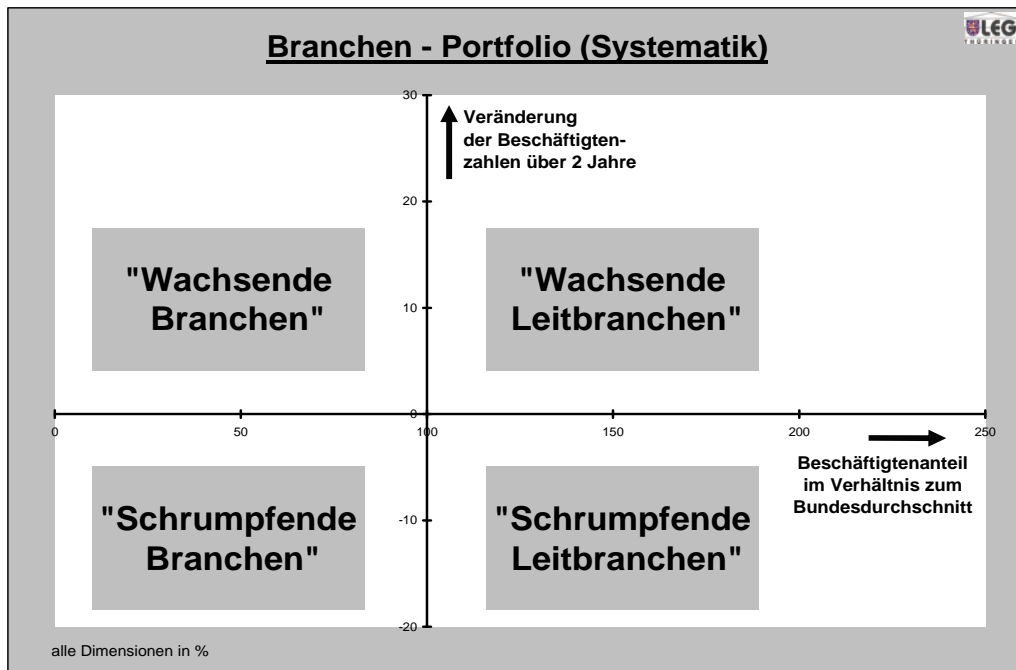 Branchen - Portfolio (Systematik)
LEG
THÜRINGEN
30
Veränderung
der Beschäftigten-
zahlen über 2 Jahre
20
"Wachsende
Branchen"
"Wachsende
Leitbranchen"
10
0
0
50
100
150
200
250
Beschäftigtenanteil
im Verhältnis zum
Bundesdurchschnitt
"Schrumpfende
Branchen"
"Schrumpfende
Leitbranchen"
-10
-20
alle Dimensionen in %